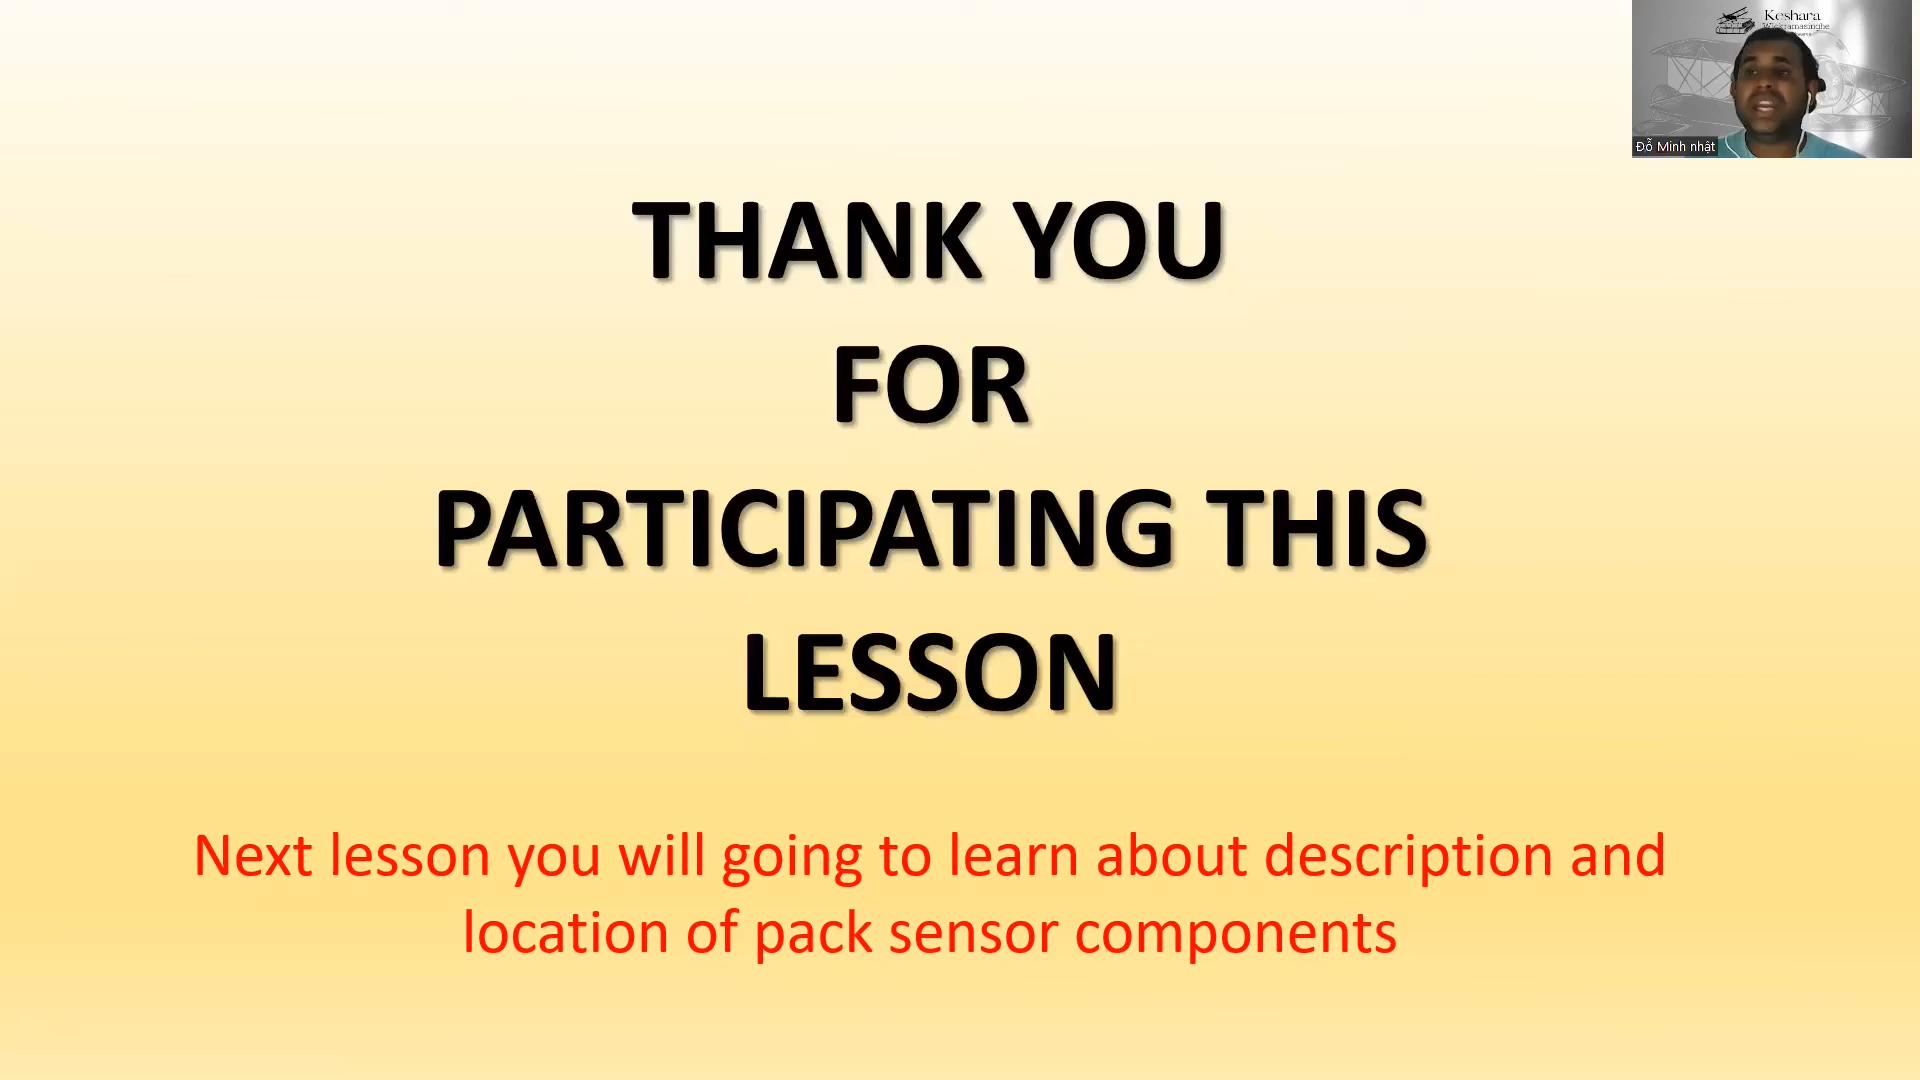 Keshara
Wickramasinghe
Đỗ Minh nhật
THANK YOU
FOR
PARTICIPATING THIS
LESSON
Next lesson you will going to learn about description and
location of pack sensor components